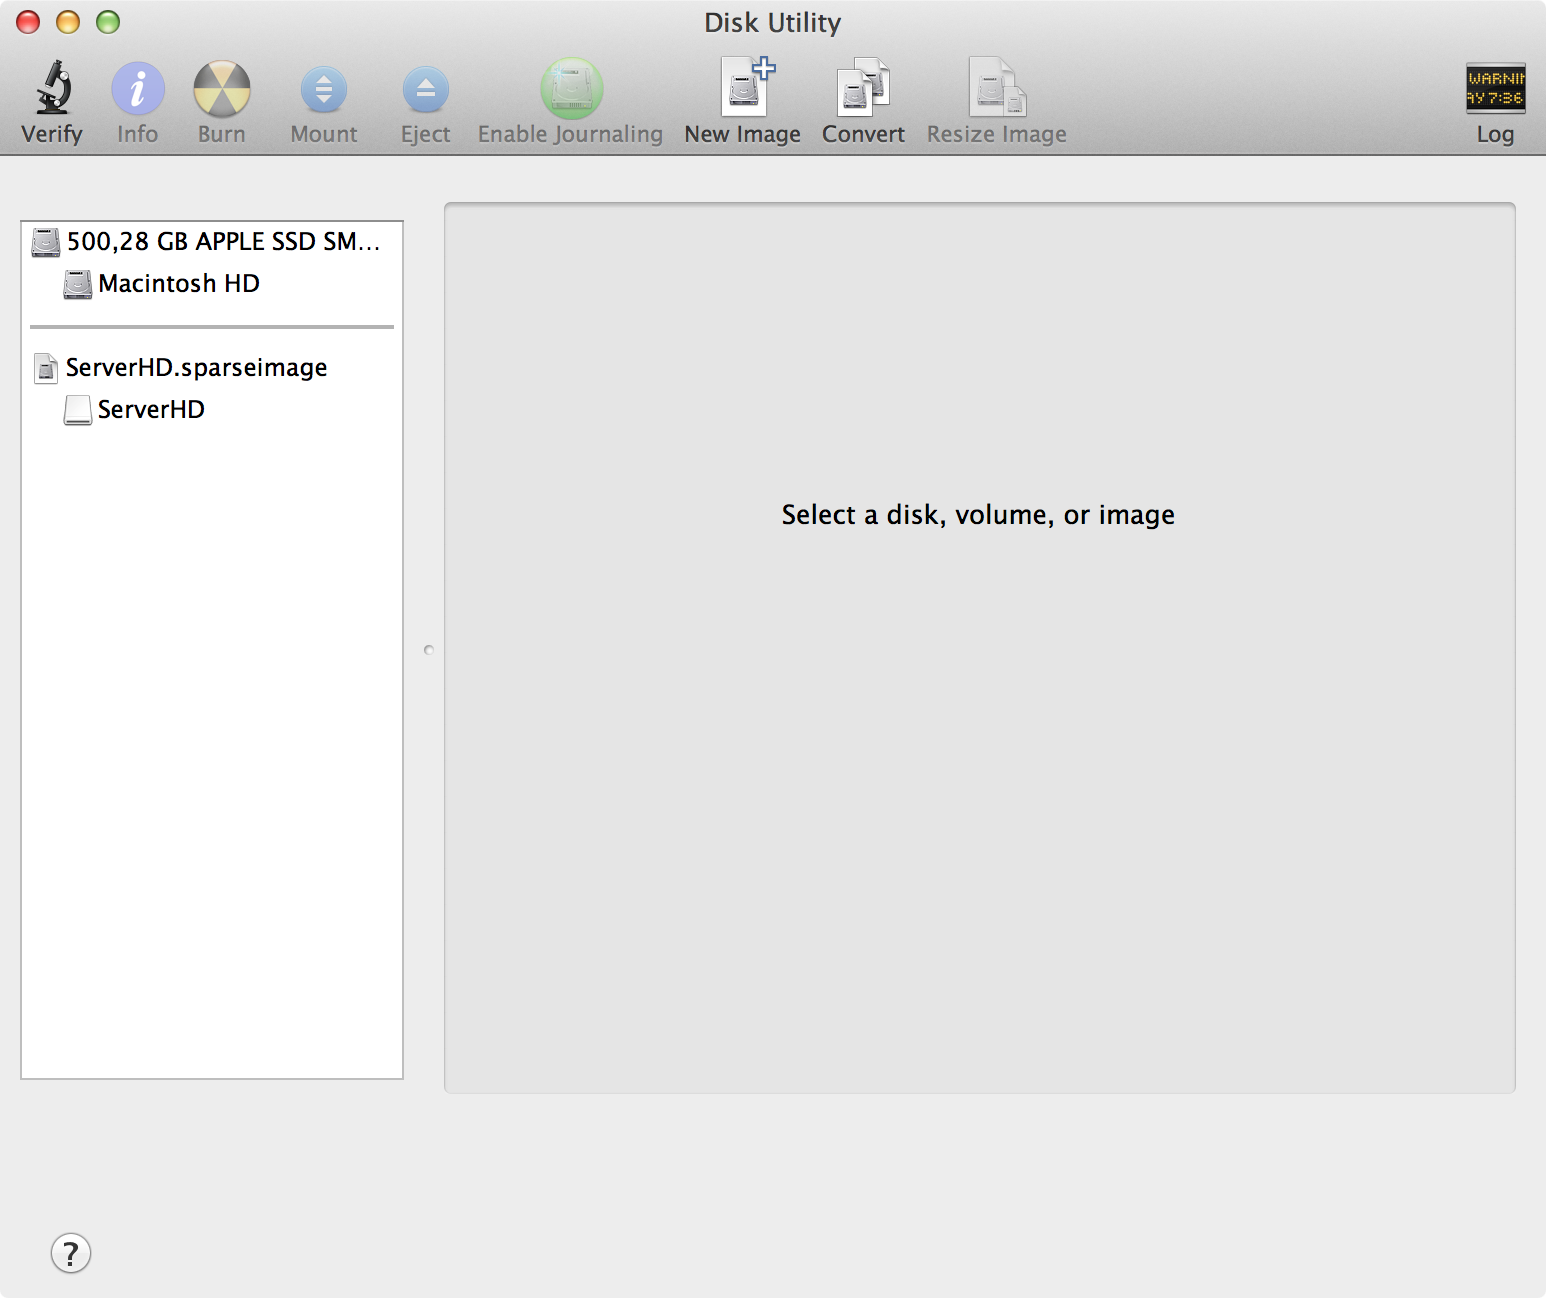 Disk Utility
Verify
Info
Burn
Mount
Eject
Enable Journaling
New Image
Convert
Resize Image
WARNIN
AY 7:36
Log
500,28 GB APPLE SSD SM...
Macintosh HD
ServerHD.sparseimage
ServerHD
Select a disk, volume, or image
?